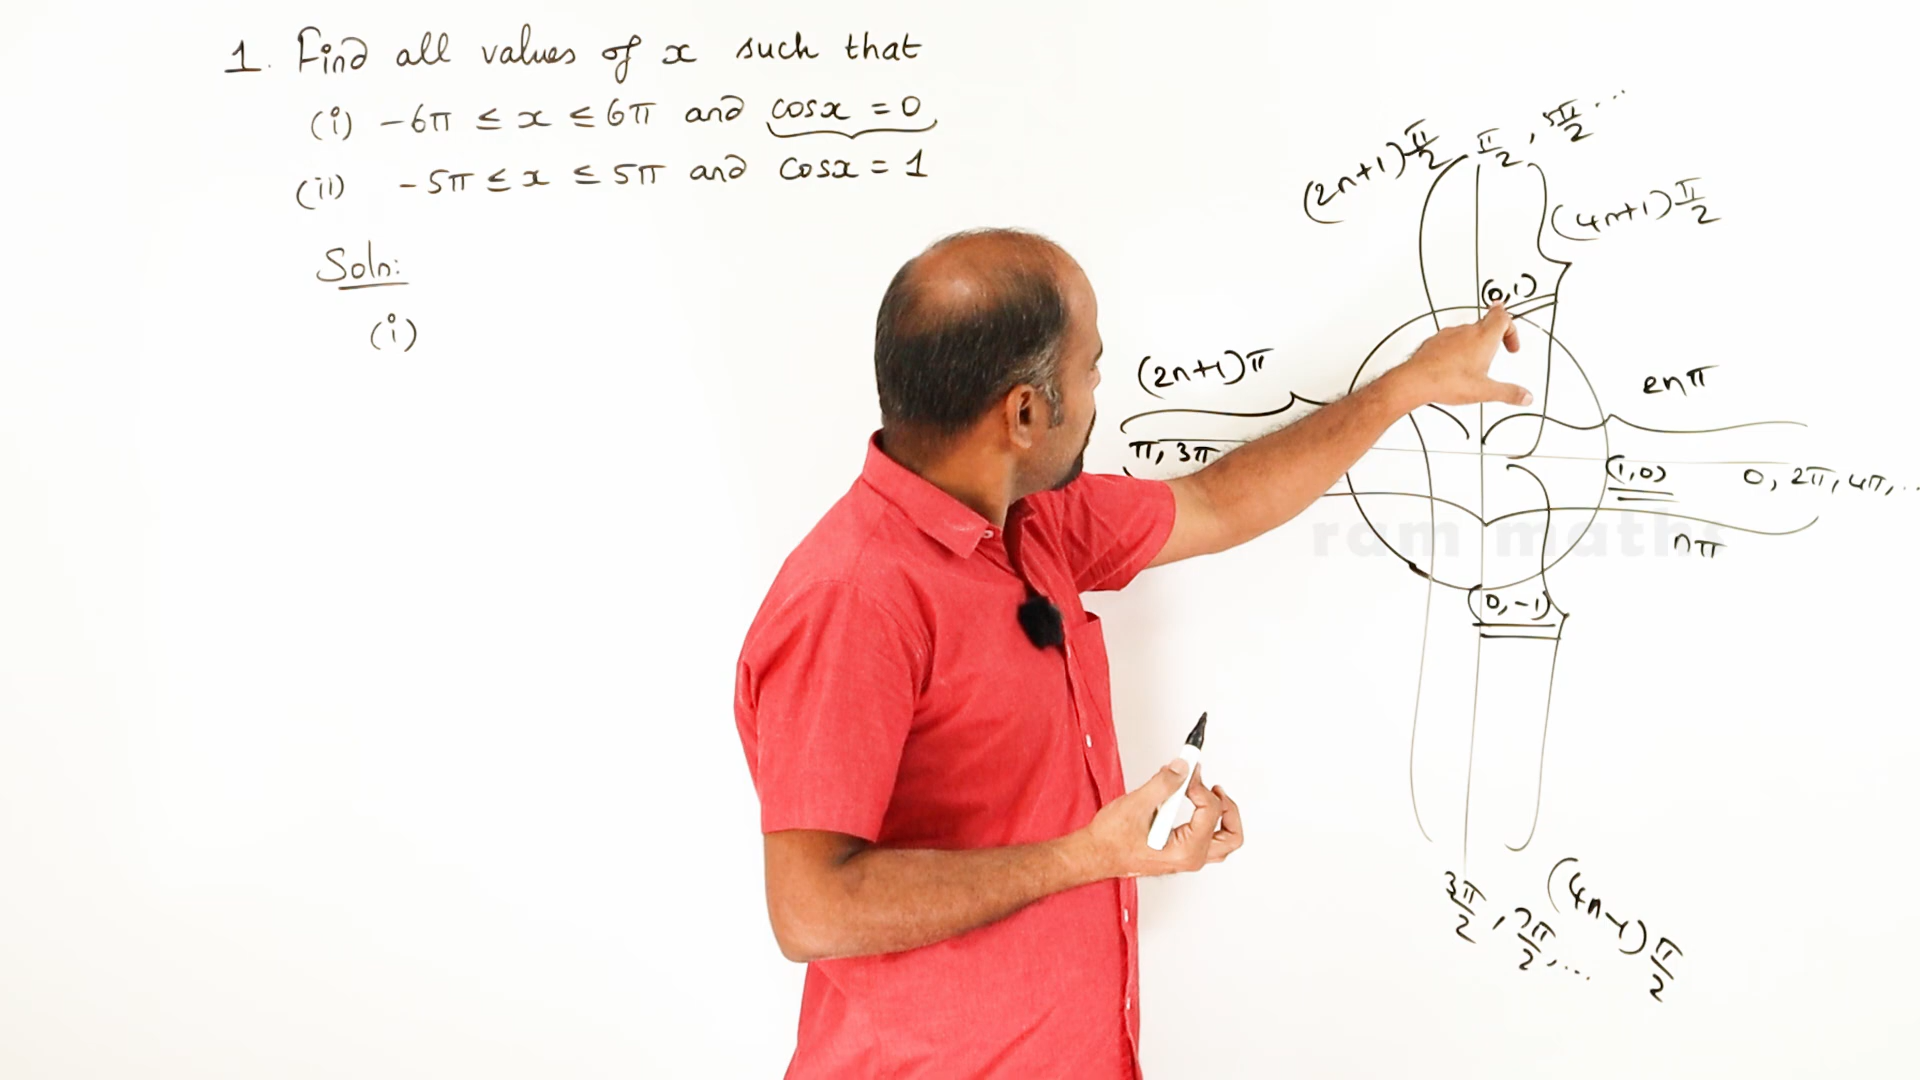 1. Find all values of x such that
(i) -6π ≤ x ≤ 6π and cosx = 0
(ii) -5π ≤ x ≤ 5π and cosx = 1
Soln:
(i)
(2n+1)π/2
π/2, 5π/2 ...
(4n+1)π/2
(0,1)
(2n+1)π
2nπ
π, 3π
(1,0)
0, 2π, 4π, ..
ram maths
nπ
(0,-1)
3π/2, 7π/2, ...
(4n-1)π/2